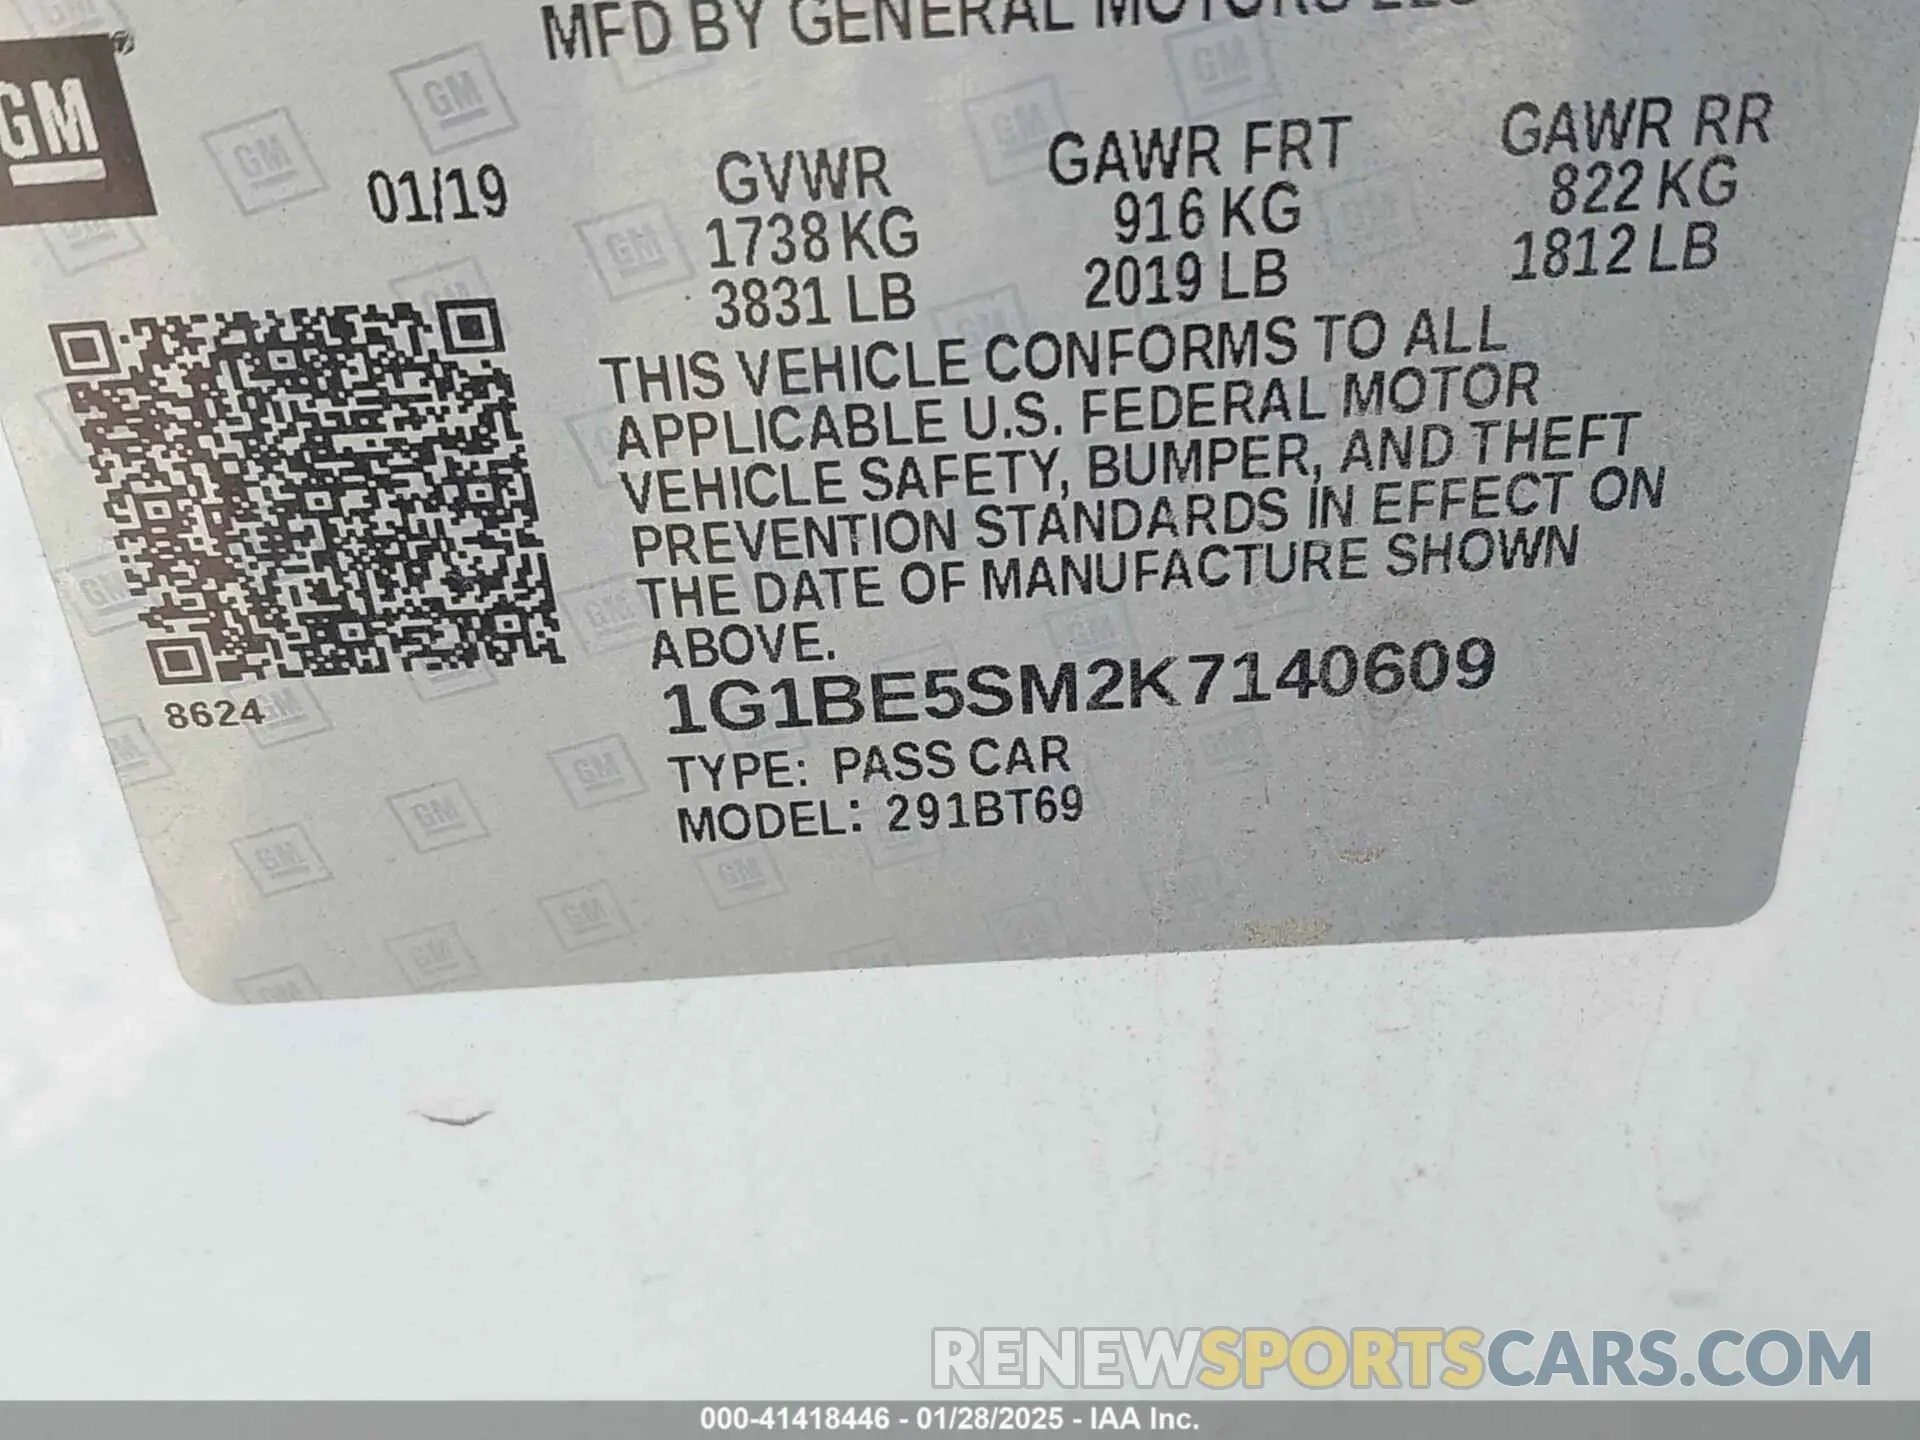 MFD BY GENERAL MOTORS LLC
GM
01/19
GVWR
1738 KG
3831 LB
GAWR FRT
916 KG
2019 LB
GAWR RR
822 KG
1812 LB
THIS VEHICLE CONFORMS TO ALL
APPLICABLE U.S. FEDERAL MOTOR
VEHICLE SAFETY, BUMPER, AND THEFT
PREVENTION STANDARDS IN EFFECT ON
THE DATE OF MANUFACTURE SHOWN
ABOVE.
8624
1G1BE5SM2K7140609
TYPE: PASS CAR
MODEL: 291BT69
RENEWSPORTSCARS.COM
000-41418446 - 01/28/2025 - IAA Inc.